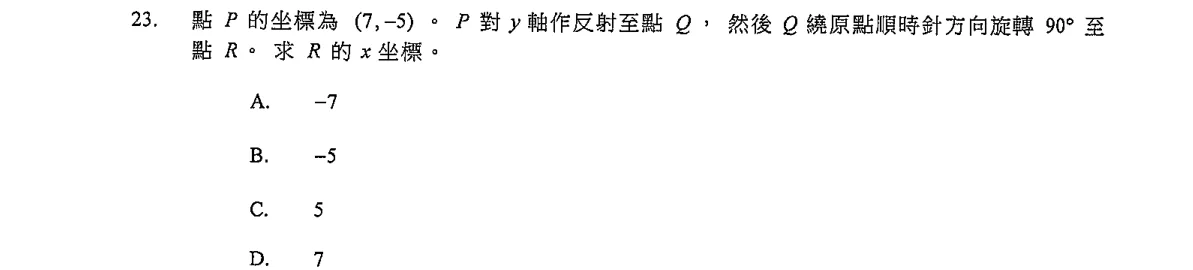 23. 點 P 的坐標為 (7, –5) 。 P 對 y 軸作反射至點 Q , 然後 Q 繞原點順時針方向旋轉 90° 至
點 R 。 求 R 的 x 坐標 。
A. –7
B. –5
C. 5
D. 7